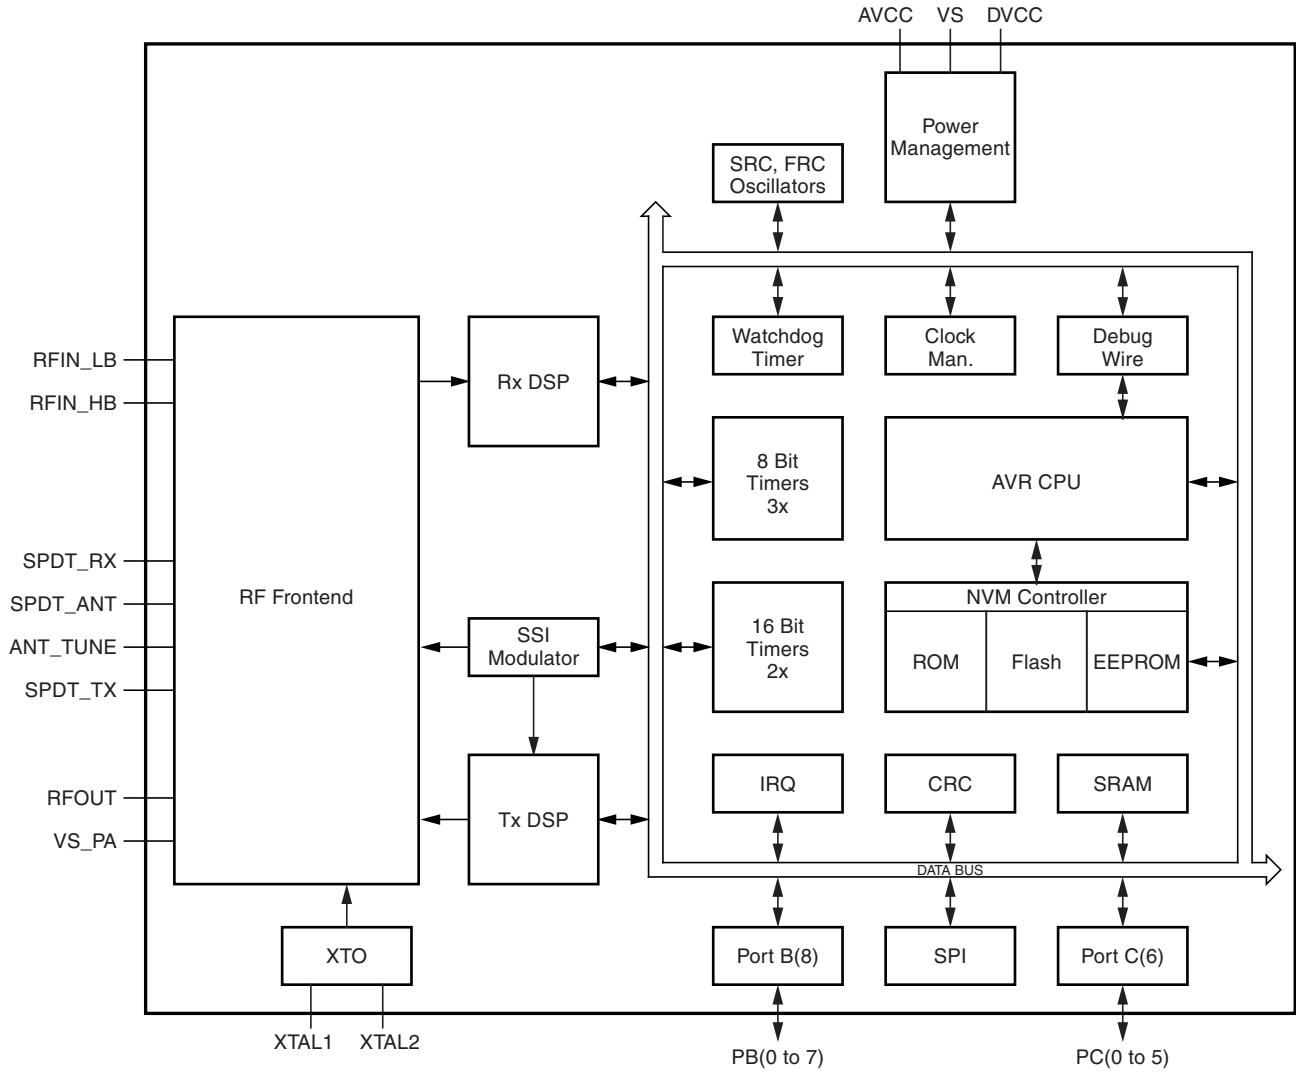 AVCC VS DVCC
Power
Management
SRC, FRC
Oscillators
Watchdog
Timer
Clock
Man.
Debug
Wire
RFIN_LB
RFIN_HB
Rx DSP
8 Bit
Timers
3x
AVR CPU
SPDT_RX
SPDT_ANT
ANT_TUNE
SPDT_TX
RF Frontend
SSI
Modulator
16 Bit
Timers
2x
NVM Controller
ROM Flash EEPROM
RFOUT
VS_PA
Tx DSP
IRQ
CRC
SRAM
DATA BUS
XTO
Port B(8)
SPI
Port C(6)
XTAL1 XTAL2
PB(0 to 7)
PC(0 to 5)